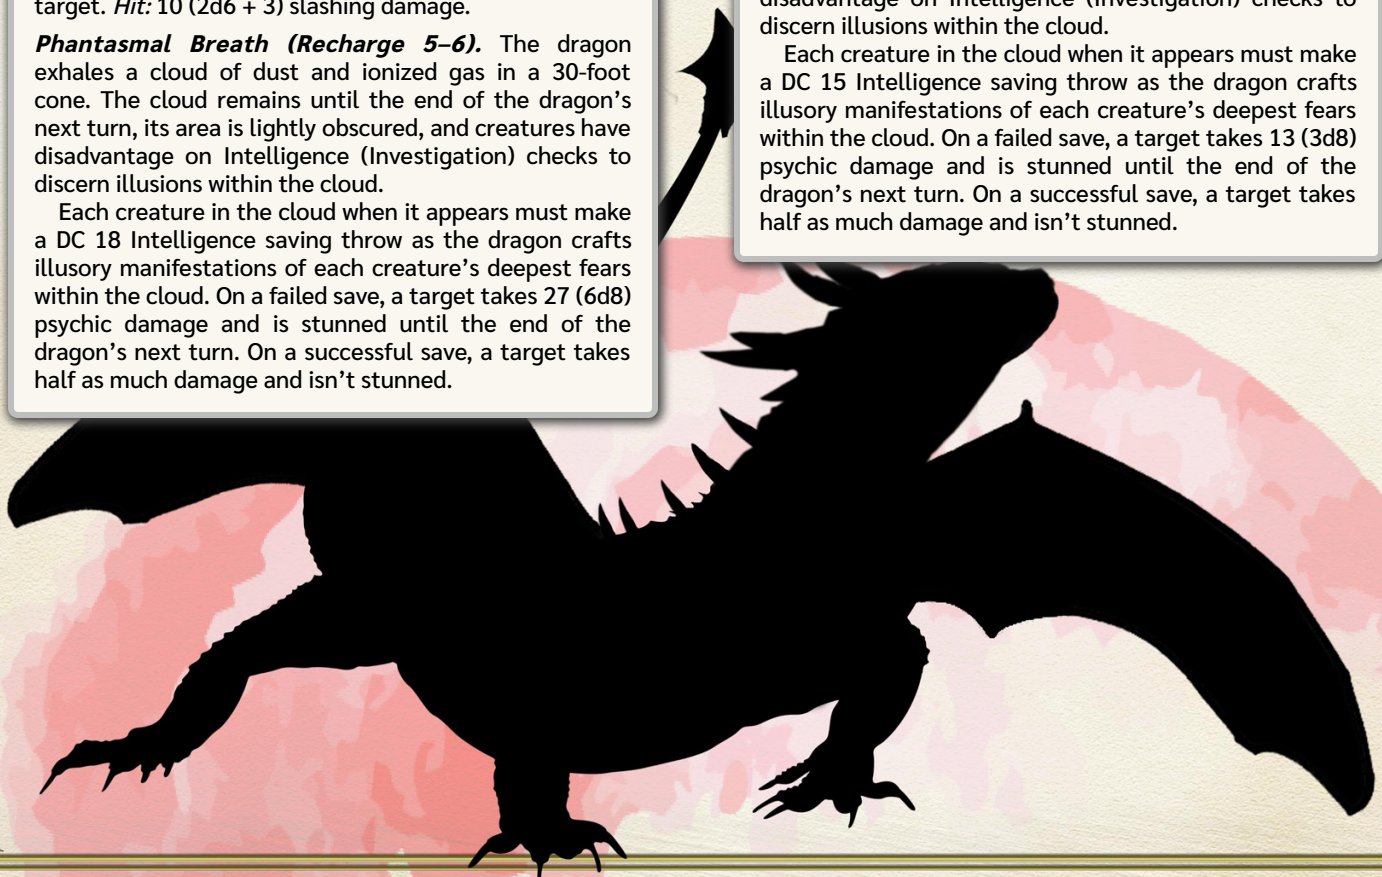 target. Hit: 10 (2d6 + 3) slashing damage.
Phantasmal Breath (Recharge 5–6). The dragon
exhales a cloud of dust and ionized gas in a 30-foot
cone. The cloud remains until the end of the dragon’s
next turn, its area is lightly obscured, and creatures have
disadvantage on Intelligence (Investigation) checks to
discern illusions within the cloud.
Each creature in the cloud when it appears must make
a DC 18 Intelligence saving throw as the dragon crafts
illusory manifestations of each creature’s deepest fears
within the cloud. On a failed save, a target takes 27 (6d8)
psychic damage and is stunned until the end of the
dragon’s next turn. On a successful save, a target takes
half as much damage and isn’t stunned.
disadvantage on Intelligence (Investigation) checks to
discern illusions within the cloud.
Each creature in the cloud when it appears must make
a DC 15 Intelligence saving throw as the dragon crafts
illusory manifestations of each creature’s deepest fears
within the cloud. On a failed save, a target takes 13 (3d8)
psychic damage and is stunned until the end of the
dragon’s next turn. On a successful save, a target takes
half as much damage and isn’t stunned.